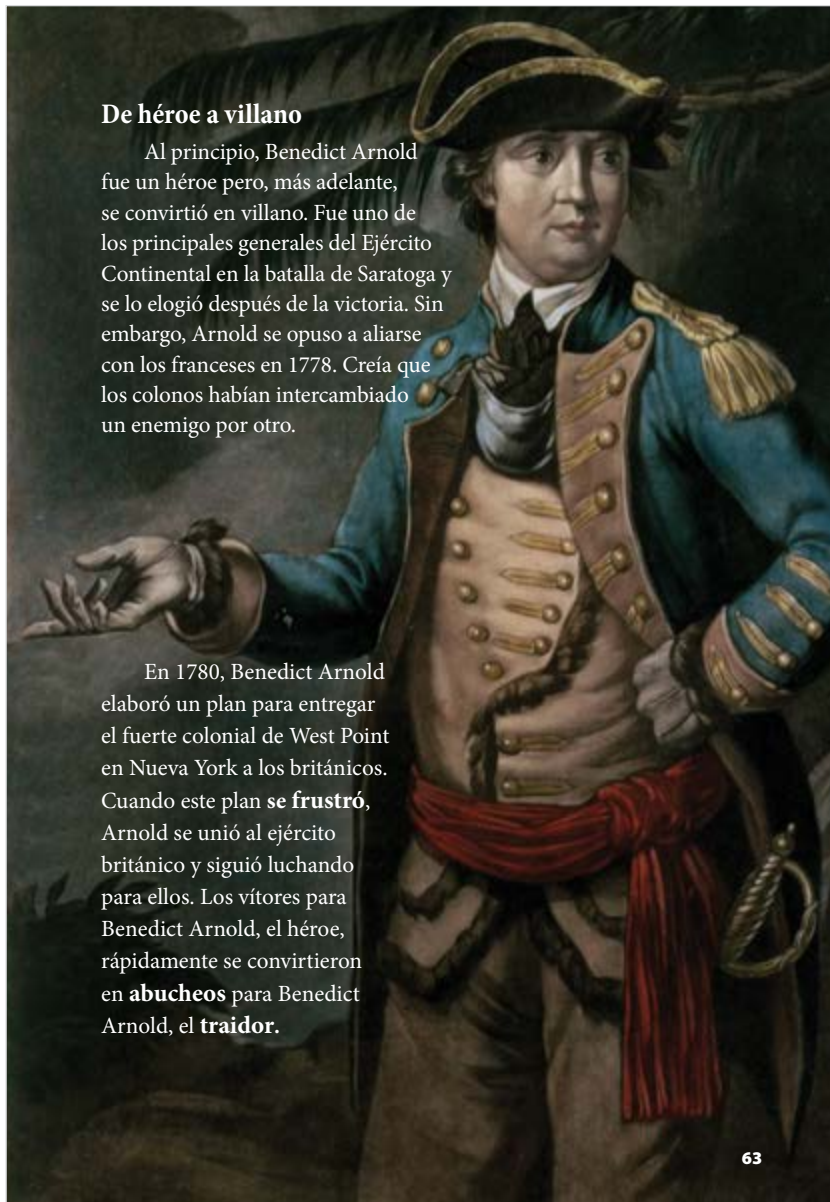 De héroe a villano
Al principio, Benedict Arnold
fue un héroe pero, más adelante,
se convirtió en villano. Fue uno de
los principales generales del Ejército
Continental en la batalla de Saratoga y
se lo elogió después de la victoria. Sin
embargo, Arnold se opuso a aliarse
con los franceses en 1778. Creía que
los colonos habían intercambiado
un enemigo por otro.
En 1780, Benedict Arnold
elaboró un plan para entregar
el fuerte colonial de West Point
en Nueva York a los británicos.
Cuando este plan se frustró,
Arnold se unió al ejército
británico y siguió luchando
para ellos. Los vítores para
Benedict Arnold, el héroe,
rápidamente se convirtieron
en abucheos para Benedict
Arnold, el traidor.
63